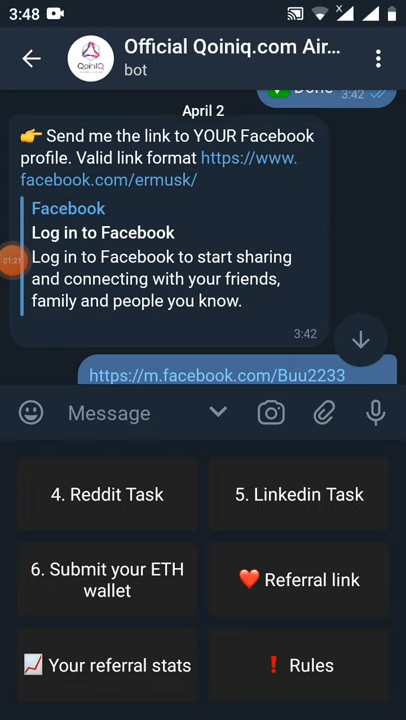 3:48
Official Qoiniq.com Air...
QoiniQ
bot
Done
3:42
April 2
👉 Send me the link to YOUR Facebook
profile. Valid link format https://www.
facebook.com/ermusk/
Facebook
Log in to Facebook
Log in to Facebook to start sharing
and connecting with your friends,
family and people you know.
01:21
3:42
https://m.facebook.com/Buu2233
Message
4. Reddit Task
5. Linkedin Task
6. Submit your ETH
wallet
❤️ Referral link
📈 Your referral stats
❗ Rules